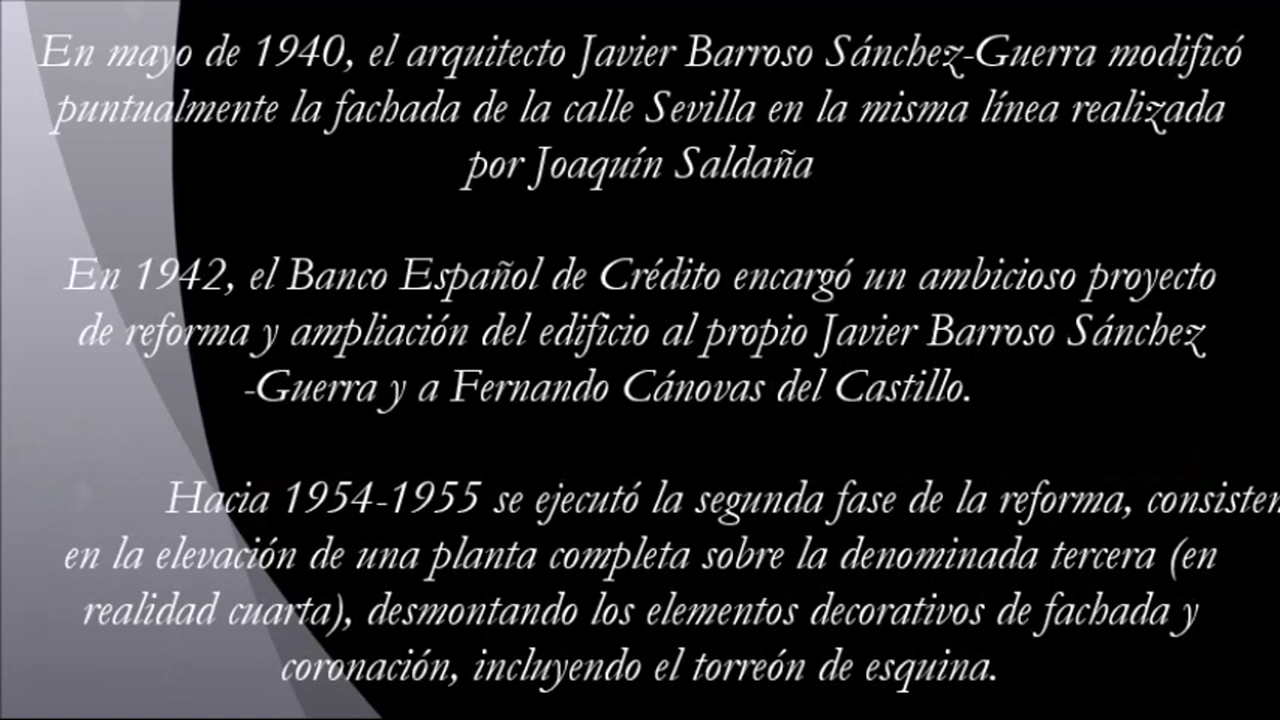 En mayo de 1940, el arquitecto Javier Barroso Sánchez-Guerra modificó
puntualmente la fachada de la calle Sevilla en la misma línea realizada
por Joaquín Saldaña
En 1942, el Banco Español de Crédito encargó un ambicioso proyecto
de reforma y ampliación del edificio al propio Javier Barroso Sánchez
-Guerra y a Fernando Cánovas del Castillo.
Hacia 1954-1955 se ejecutó la segunda fase de la reforma, consisten
en la elevación de una planta completa sobre la denominada tercera (en
realidad cuarta), desmontando los elementos decorativos de fachada y
coronación, incluyendo el torreón de esquina.